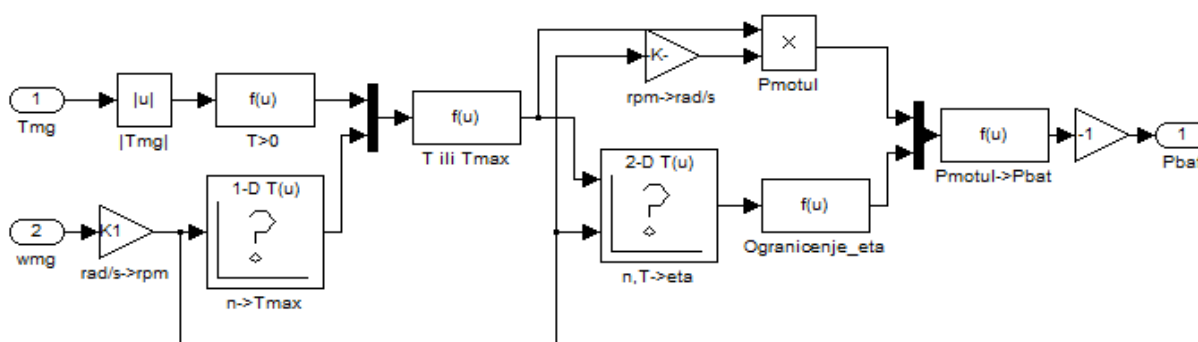 K-
×
Pmotul
rpm->rad/s
1
Tmg
|u|
|Tmg|
f(u)
T>0
f(u)
T ili Tmax
2
wmg
K1
rad/s->rpm
1-D T(u)
?
n->Tmax
2-D T(u)
?
n,T->eta
f(u)
Ogranicenje_eta
f(u)
Pmotul->Pbat
-1
1
Pbat